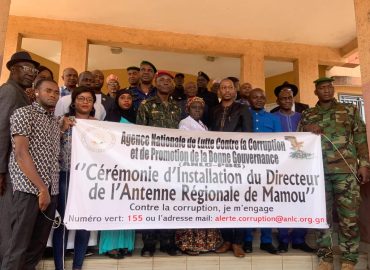 Agence Nationale de Lutte Contre la Corruption
et de Promotion de la Bonne Gouvernance
"Cérémonie d'Installation du Directeur
de l'Antenne Régionale de Mamou"
Contre la corruption, je m'engage
Numéro vert: 155 ou l'adresse mail: alerte.corruption@anlc.org.gn